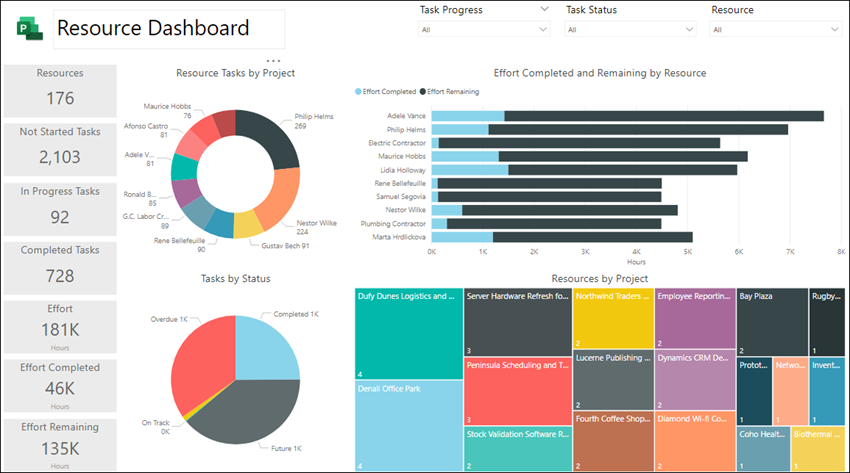 Resource Dashboard
Task Progress
All
Task Status
All
Resource
All
Resources
176
Not Started Tasks
2,103
In Progress Tasks
92
Completed Tasks
728
Effort
181K
Hours
Effort Completed
46K
Hours
Effort Remaining
135K
Hours
Resource Tasks by Project
Philip Helms
269
Nestor Wilke
224
Gustav Bech 91
Rene Bellefeuille
90
G.C. Labor Cr...
89
Ronald B...
85
Adele V...
81
Afonso Castro
81
Maurice Hobbs
76
Effort Completed and Remaining by Resource
Effort Completed
Effort Remaining
Adele Vance
Philip Helms
Electric Contractor
Maurice Hobbs
Lidia Holloway
Rene Bellefeuille
Samuel Segovia
Nestor Wilke
Plumbing Contractor
Marta Hrdlickova
0K 1K 2K 3K 4K 5K 6K 7K 8K
Hours
Tasks by Status
Overdue 1K
Completed 1K
On Track
0K
Future 1K
Resources by Project
Dufy Dunes Logistics and ...
4
Denali Office Park
4
Server Hardware Refresh fo...
3
Peninsula Scheduling and T...
3
Stock Validation Software R...
2
Northwind Traders ...
2
Lucerne Publishing ...
2
Fourth Coffee Shop...
2
Employee Reportin...
2
Dynamics CRM De...
2
Diamond Wi-fi Co...
2
Bay Plaza
2
Rugby...
1
Protot...
1
Netwo...
1
Invent...
1
Coho Healt...
1
Biothermal ...
1